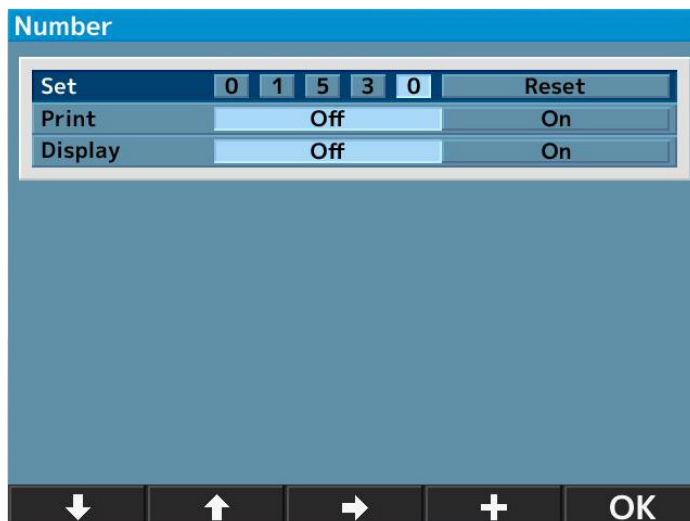 Number
Set 0 1 5 3 0 Reset
Print Off On
Display Off On
OK